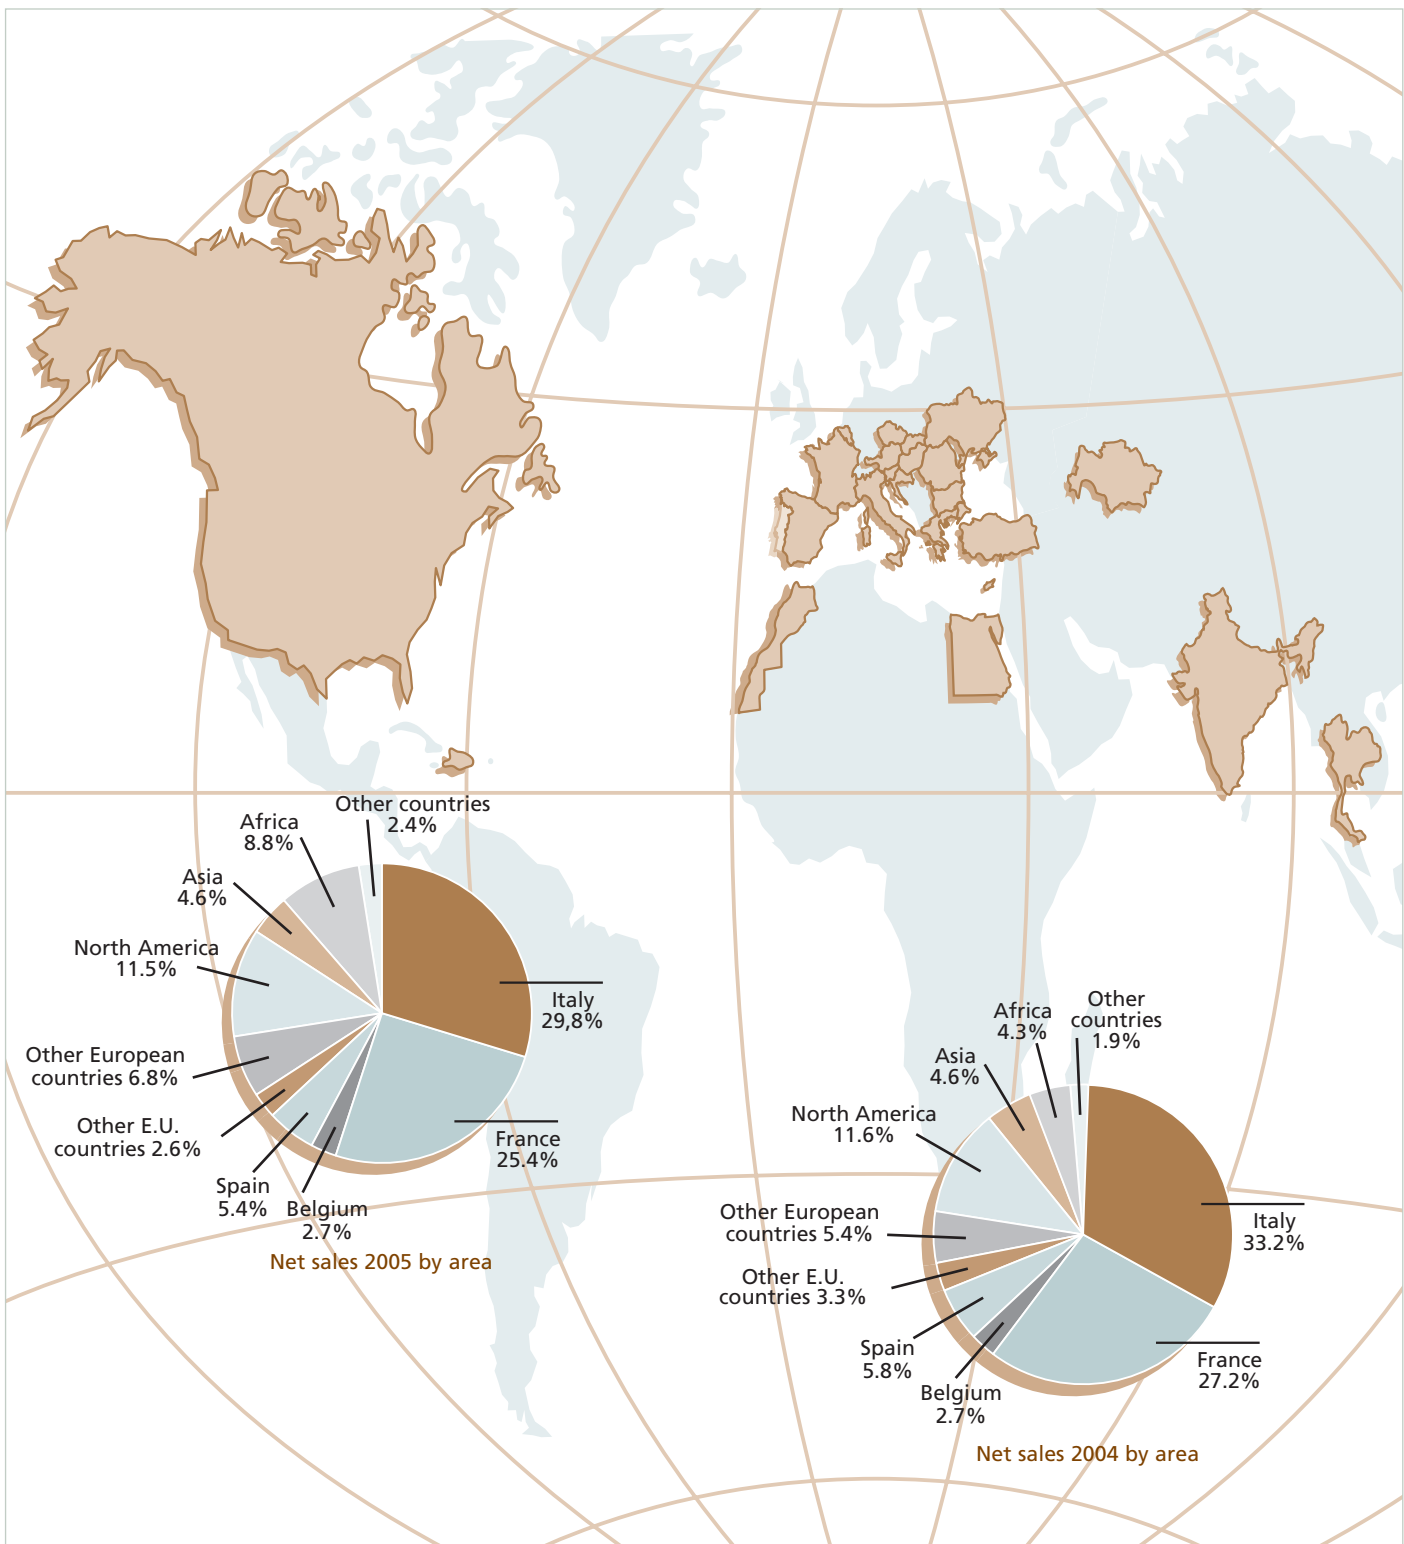 Other countries
2.4%
Africa
8.8%
Asia
4.6%
North America
11.5%
Italy
29,8%
Other European
countries 6.8%
Other E.U.
countries 2.6%
France
25.4%
Spain
5.4%
Belgium
2.7%
Net sales 2005 by area
Other
countries
1.9%
Africa
4.3%
Asia
4.6%
North America
11.6%
Other European
countries 5.4%
Italy
33.2%
Other E.U.
countries 3.3%
Spain
5.8%
France
27.2%
Belgium
2.7%
Net sales 2004 by area